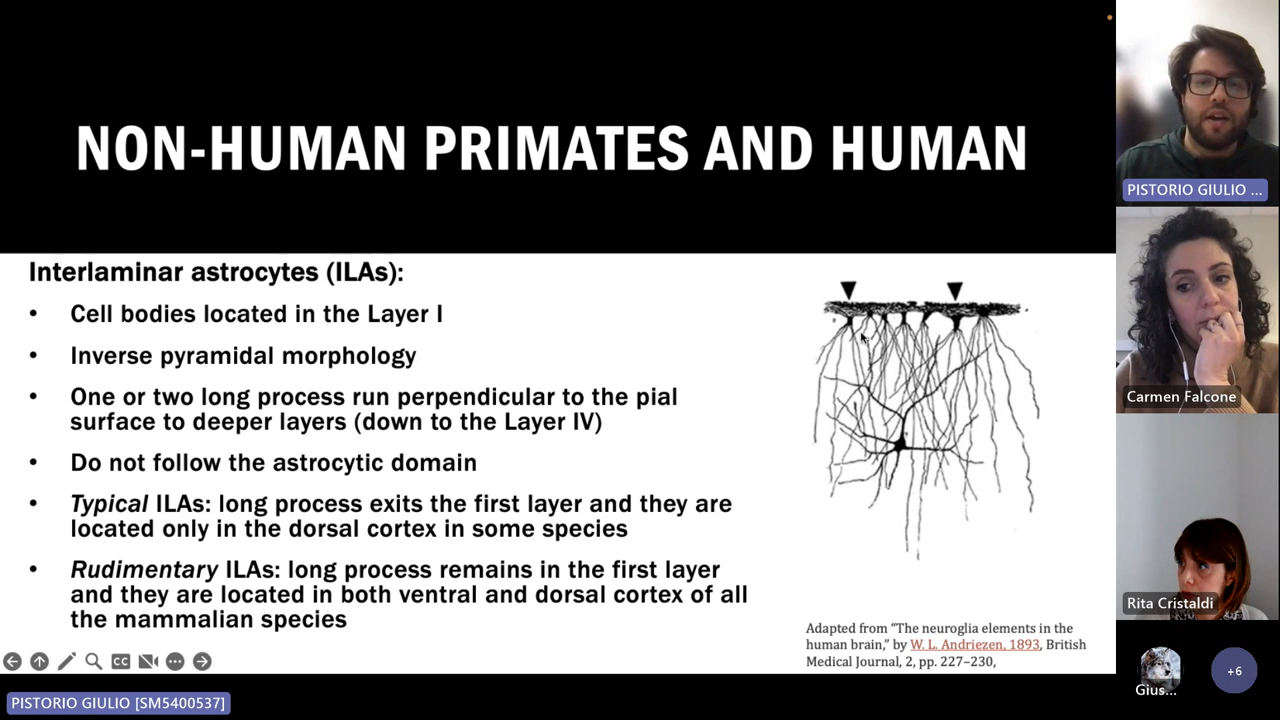 NON-HUMAN PRIMATES AND HUMAN
Interlaminar astrocytes (ILAs):
• Cell bodies located in the Layer I
• Inverse pyramidal morphology
• One or two long process run perpendicular to the pial
surface to deeper layers (down to the Layer IV)
• Do not follow the astrocytic domain
• Typical ILAs: long process exits the first layer and they are
located only in the dorsal cortex in some species
• Rudimentary ILAs: long process remains in the first layer
and they are located in both ventral and dorsal cortex of all
the mammalian species
Adapted from “The neuroglia elements in the
human brain,” by W. L. Andriezen, 1893, British
Medical Journal, 2, pp. 227–230,
CC
PISTORIO GIULIO [SM5400537]
PISTORIO GIULIO ...
Carmen Falcone
Rita Cristaldi
Gius...
+6